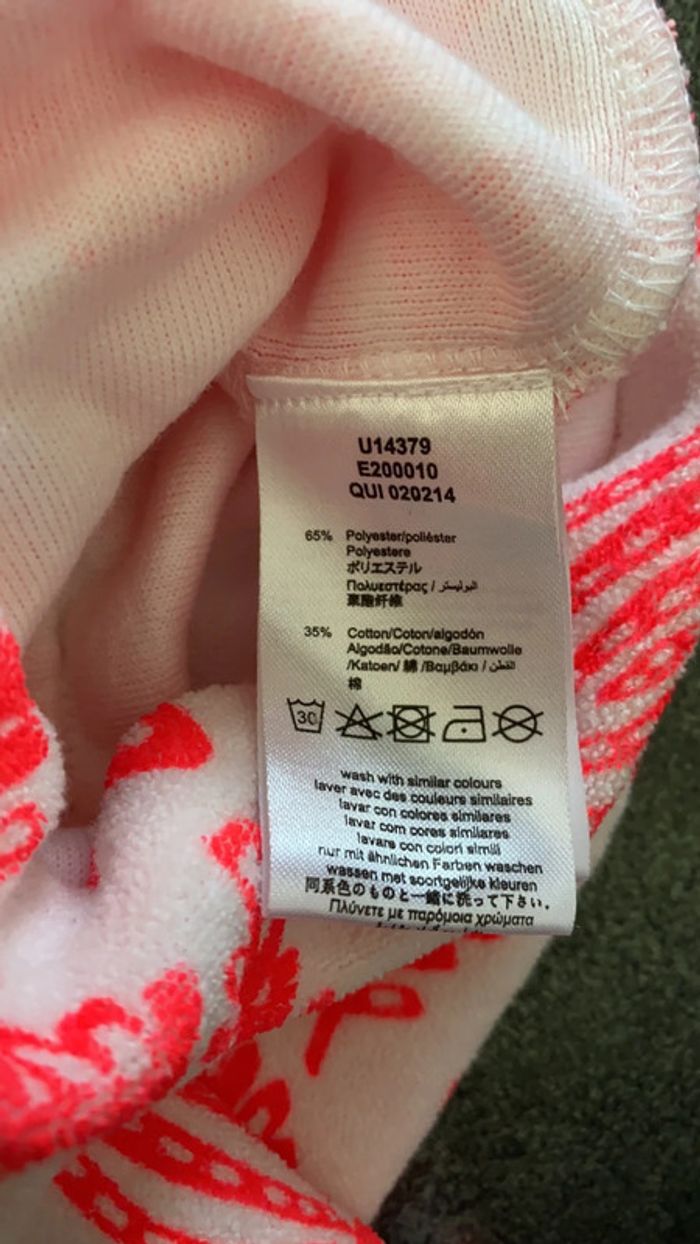 U14379
E200010
QUI 020214
65% Polyester/poliéster
Polyestere
ポリエステル
Πολυεστέρας / البوليستر
聚酯纤维
35% Cotton/Coton/algodón
Algodão/Cotone/Baumwolle
/Katoen/ 綿 /Βαμβάκι / القطن
棉
30
wash with similar colours
laver avec des couleurs similaires
lavar con colores similares
lavar com cores similares
lavare con colori simili
nur mit ähnlichen Farben waschen
wassen met soortgelijke kleuren
同系色のものと一緒に洗って下さい。
Πλύνετε με παρόμοια χρώματα